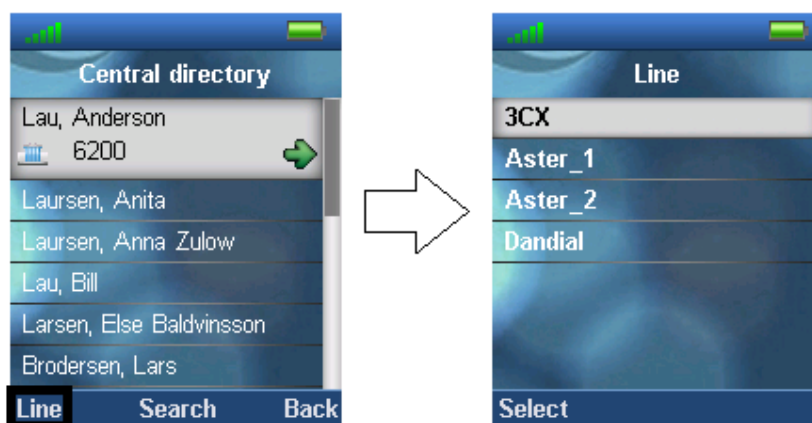 Central directory
Lau, Anderson
6200
Laursen, Anita
Laursen, Anna Zulow
Lau, Bill
Larsen, Else Baldvinsson
Brodersen, Lars
Line Search Back
Line
3CX
Aster_1
Aster_2
Dandial
Select